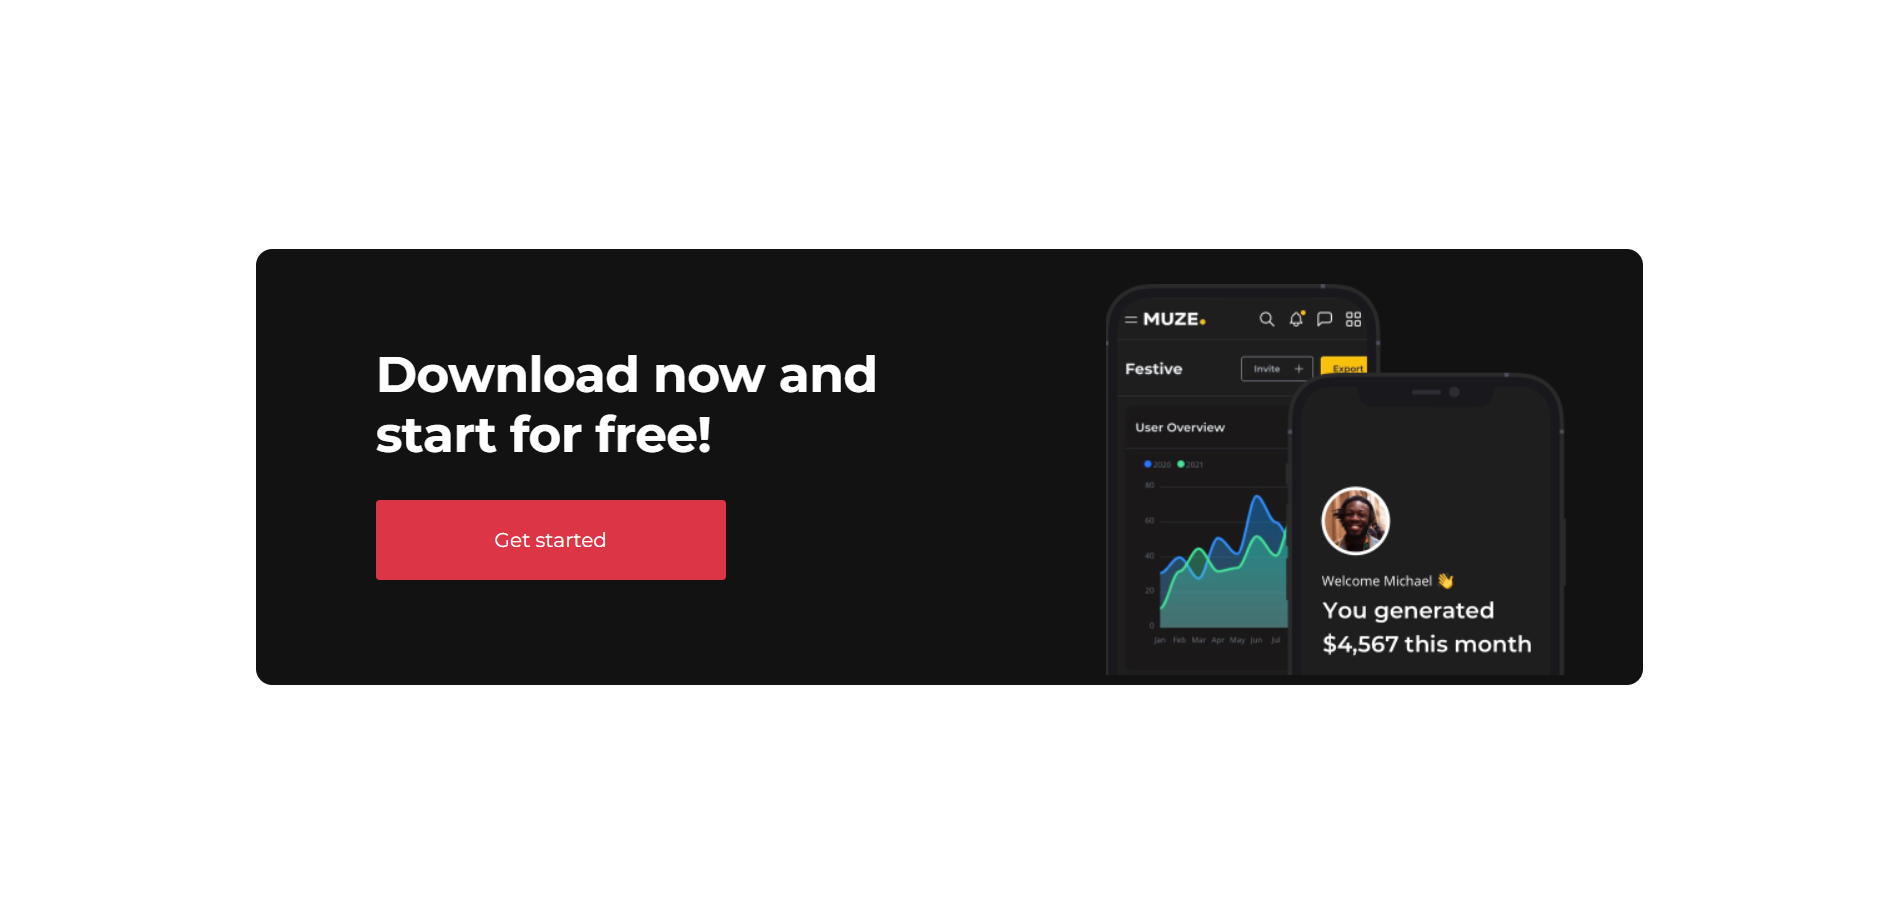 Download now and
start for free!
Get started
MUZE.
Festive
Invite +
Export
User Overview
2020 2021
80
60
40
20
0
Jan Feb Mar Apr May Jun Jul
Welcome Michael 👋
You generated
$4,567 this month